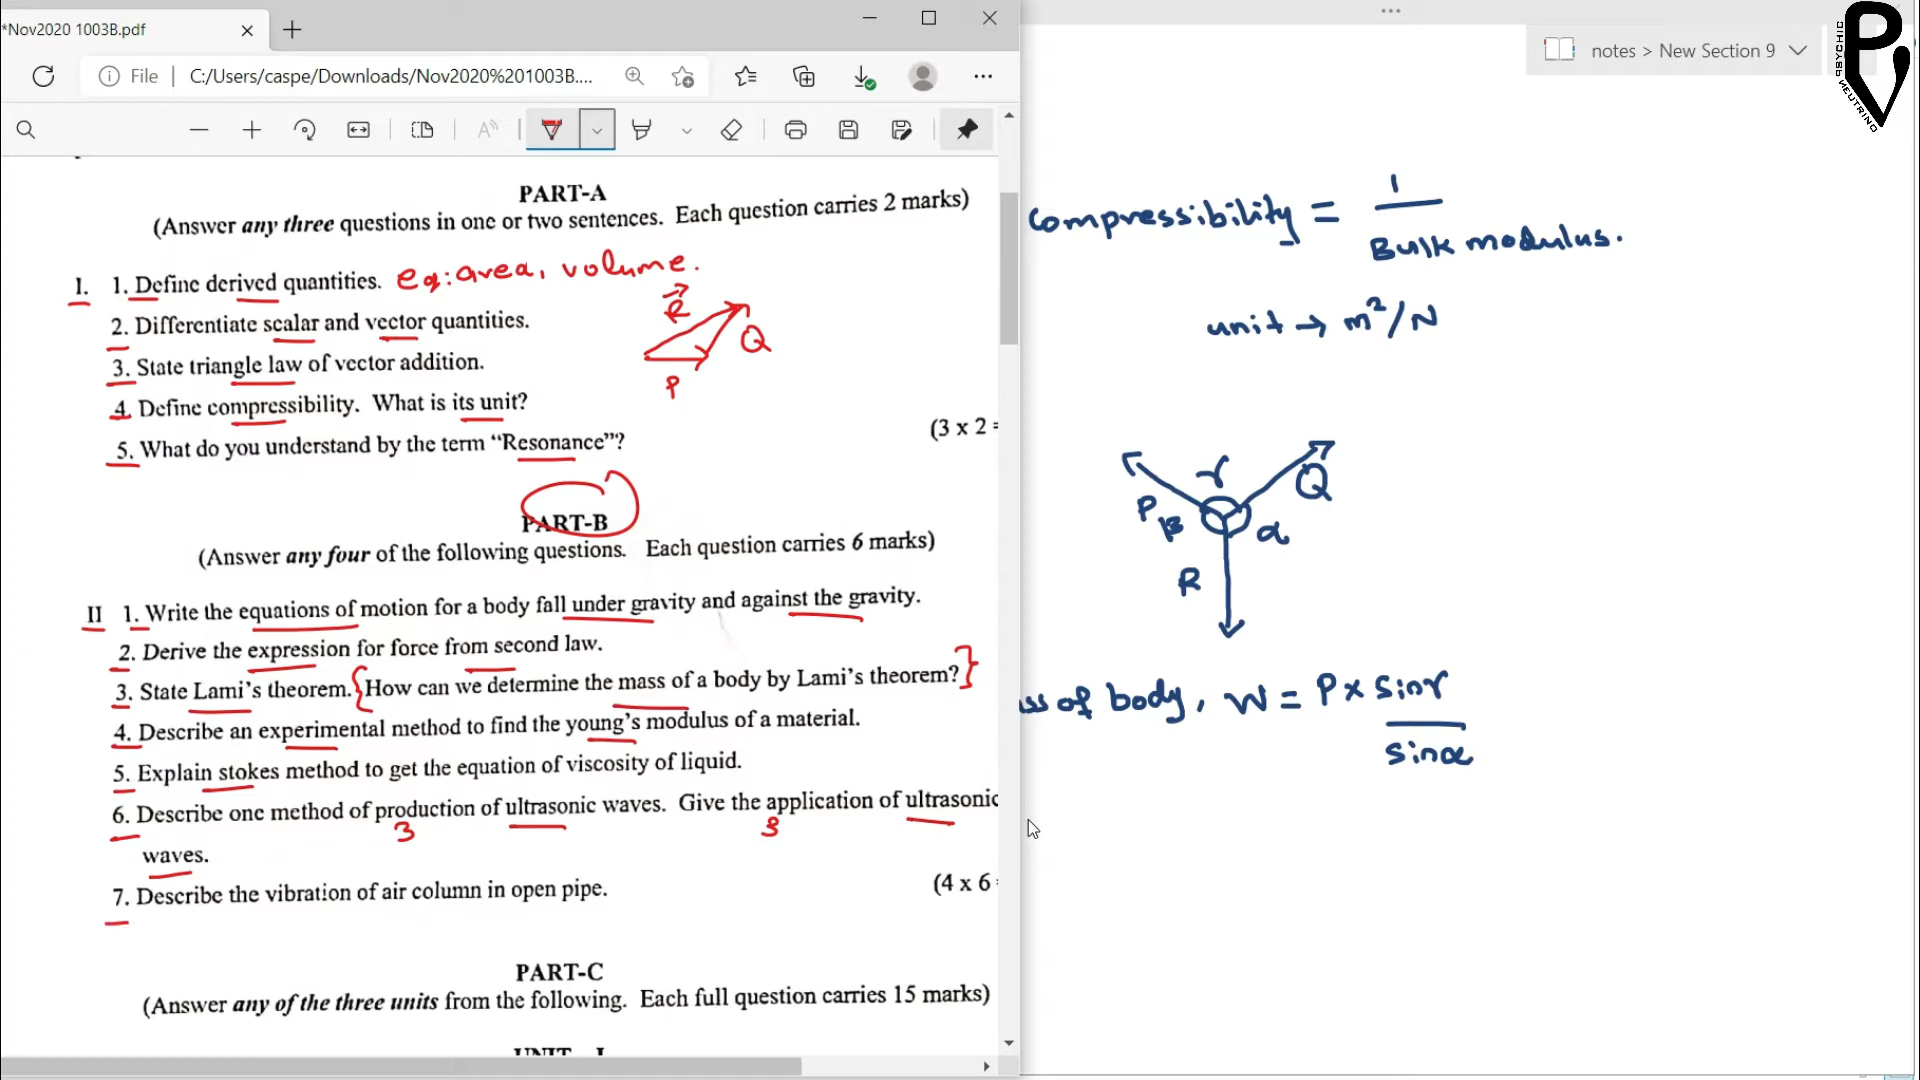 *Nov2020 1003B.pdf
File
C:/Users/caspe/Downloads/Nov2020%201003B....
notes > New Section 9
PSYCHIC
NEUTRINO
PART-A
(Answer any three questions in one or two sentences. Each question carries 2 marks)
I. 1. Define derived quantities. eg: area, volume.
2. Differentiate scalar and vector quantities.
3. State triangle law of vector addition.
4. Define compressibility. What is its unit?
5. What do you understand by the term “Resonance”?
(3 x 2 =
R
Q
P
PART-B
(Answer any four of the following questions. Each question carries 6 marks)
II 1. Write the equations of motion for a body fall under gravity and against the gravity.
2. Derive the expression for force from second law.
3. State Lami’s theorem. {How can we determine the mass of a body by Lami’s theorem?}
4. Describe an experimental method to find the young’s modulus of a material.
5. Explain stokes method to get the equation of viscosity of liquid.
6. Describe one method of production of ultrasonic waves. Give the application of ultrasonic
3 3
waves.
7. Describe the vibration of air column in open pipe.
(4 x 6
PART-C
(Answer any of the three units from the following. Each full question carries 15 marks)
UNIT – I
compressibility = 1
Bulk modulus.
unit → m²/N
γ
P Q
β α
R
ss of body, W = P x sinγ
sinα